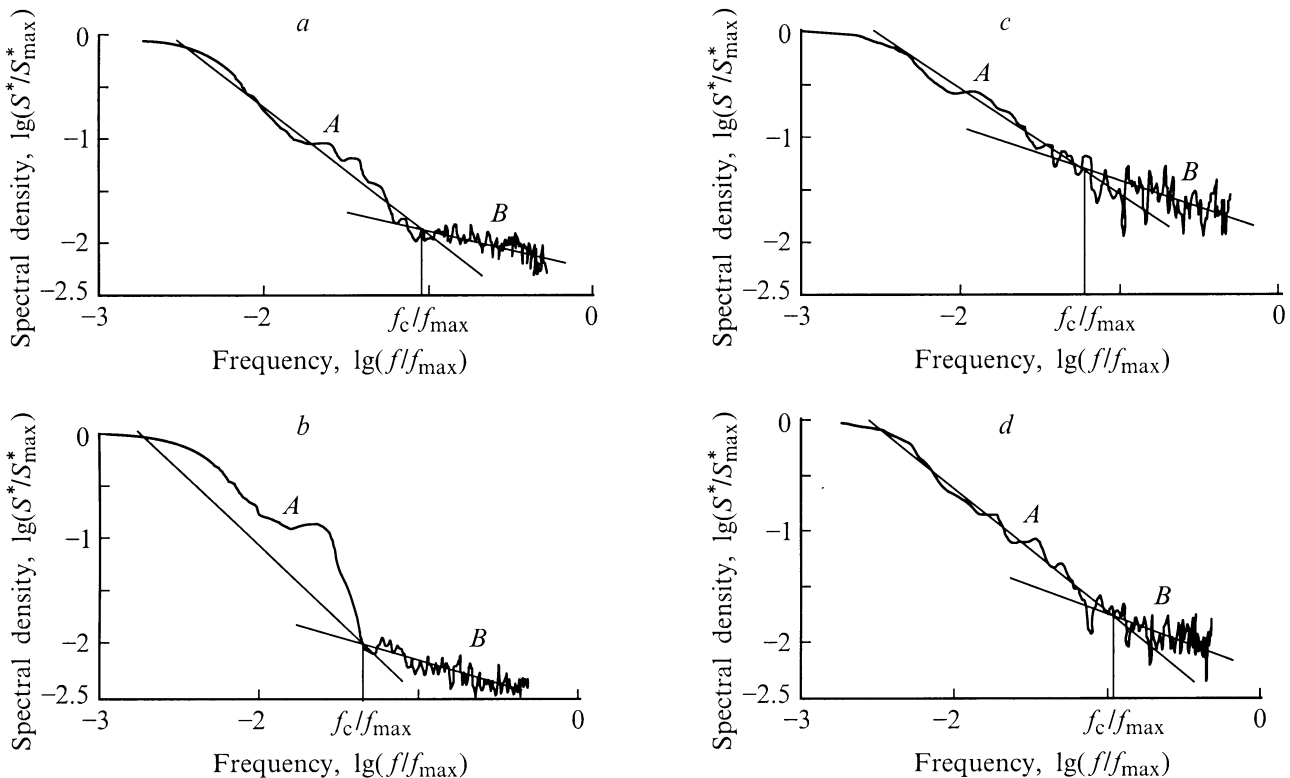 a
Spectral density, lg(S*/S*max)
0
−1
−2
−2.5
A
B
−3
−2
fc/fmax
0
Frequency, lg(f/fmax)
c
Spectral density, lg(S*/S*max)
0
−1
−2
−2.5
A
B
−3
−2
fc/fmax
0
Frequency, lg(f/fmax)
b
Spectral density, lg(S*/S*max)
0
−1
−2
−2.5
A
B
−3
−2
fc/fmax
0
Frequency, lg(f/fmax)
d
Spectral density, lg(S*/S*max)
0
−1
−2
−2.5
A
B
−3
−2
fc/fmax
0
Frequency, lg(f/fmax)